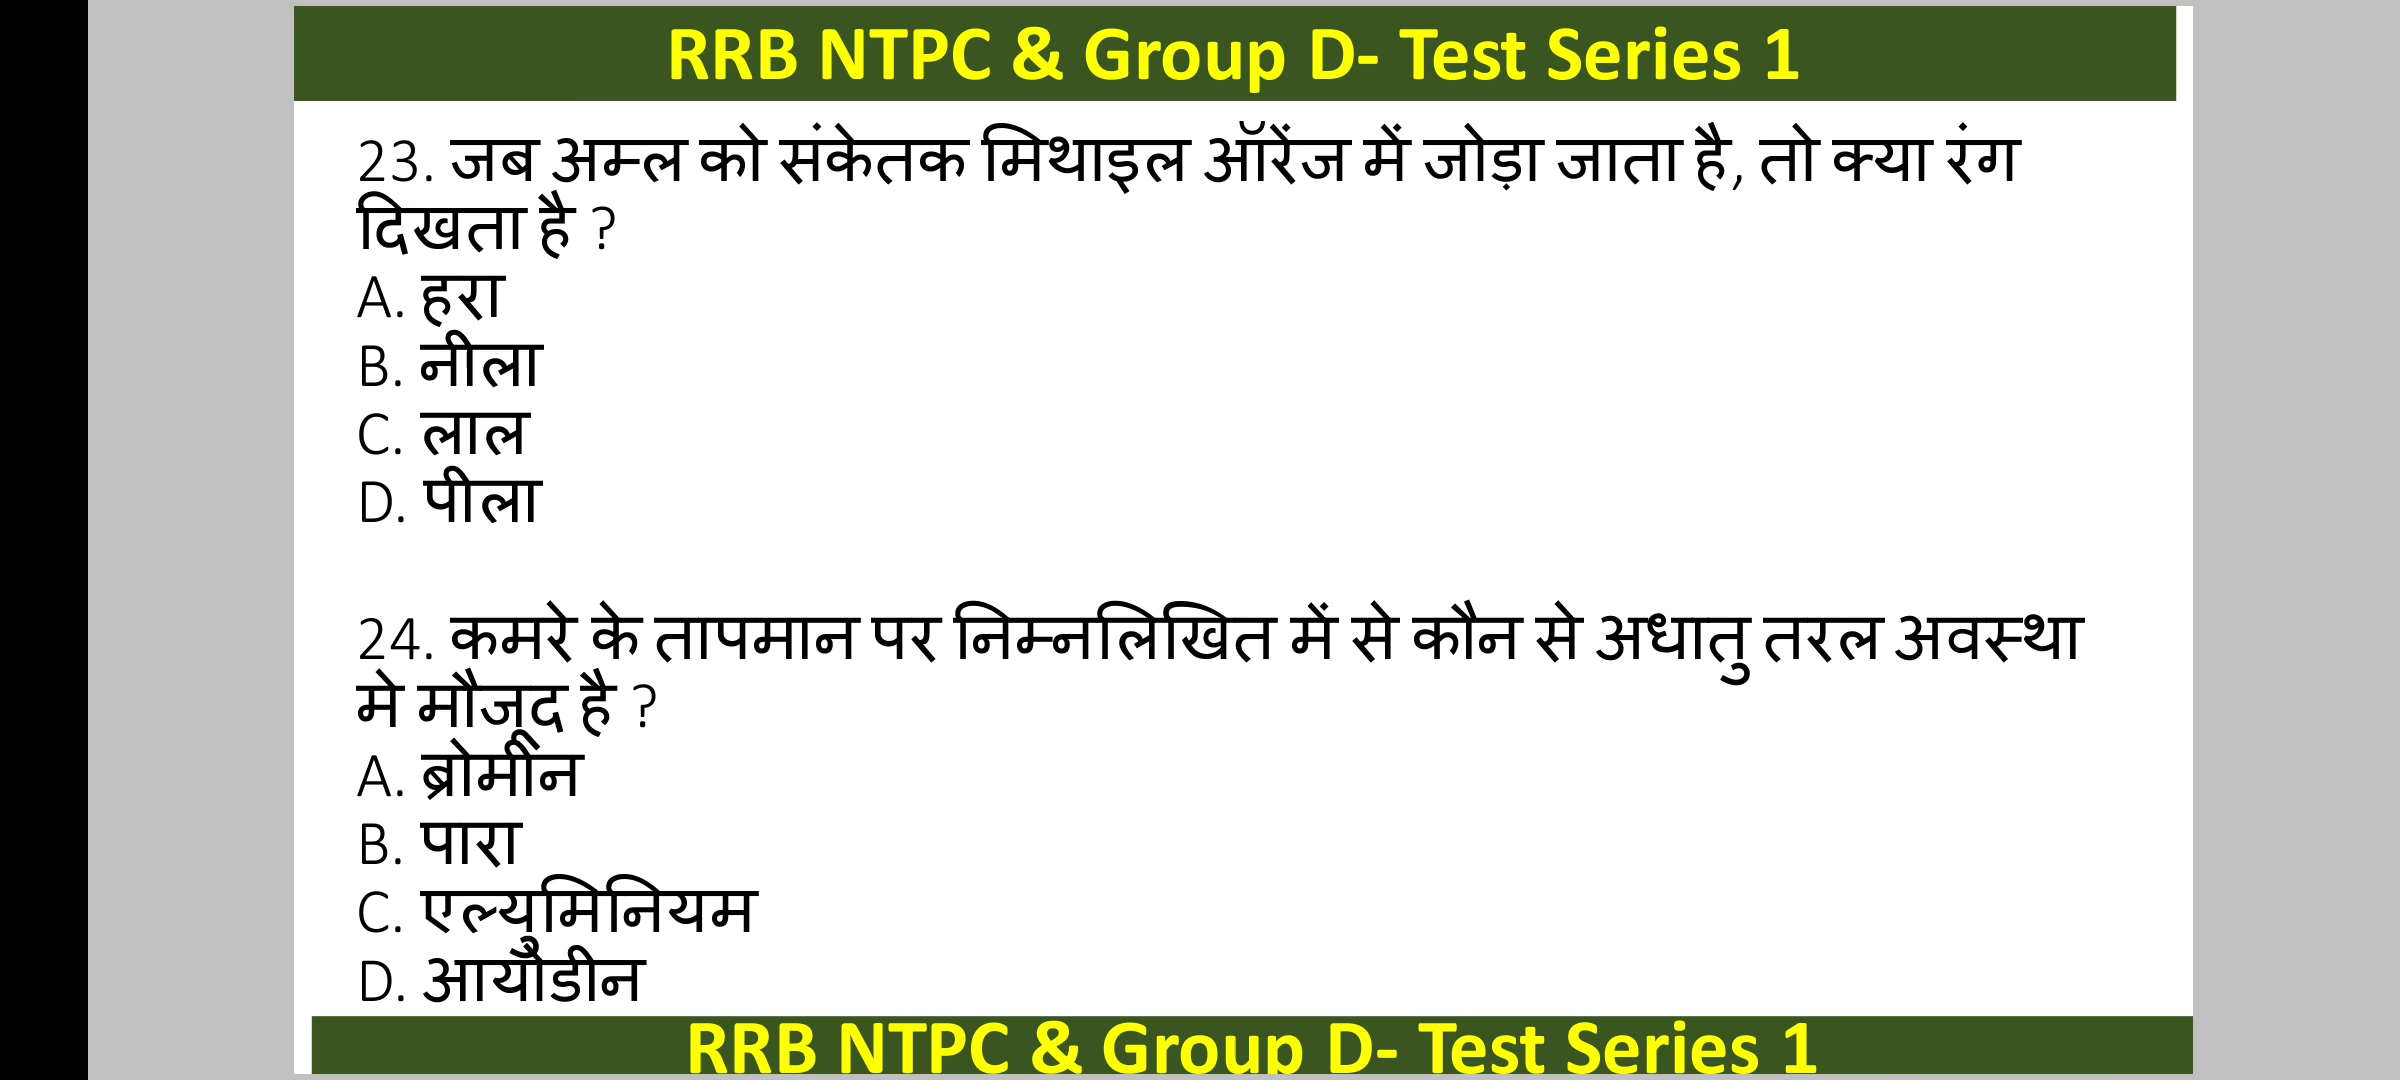 RRB NTPC & Group D- Test Series 1
23. जब अम्ल को संकेतक मिथाइल ऑरेंज में जोड़ा जाता है, तो क्या रंग
दिखता है ?
A. हरा
B. नीला
C. लाल
D. पीला
24. कमरे के तापमान पर निम्नलिखित में से कौन से अधातु तरल अवस्था
मे मौजूद है ?
A. ब्रोमीन
B. पारा
C. एल्युमिनियम
D. आयोडीन
RRB NTPC & Group D- Test Series 1